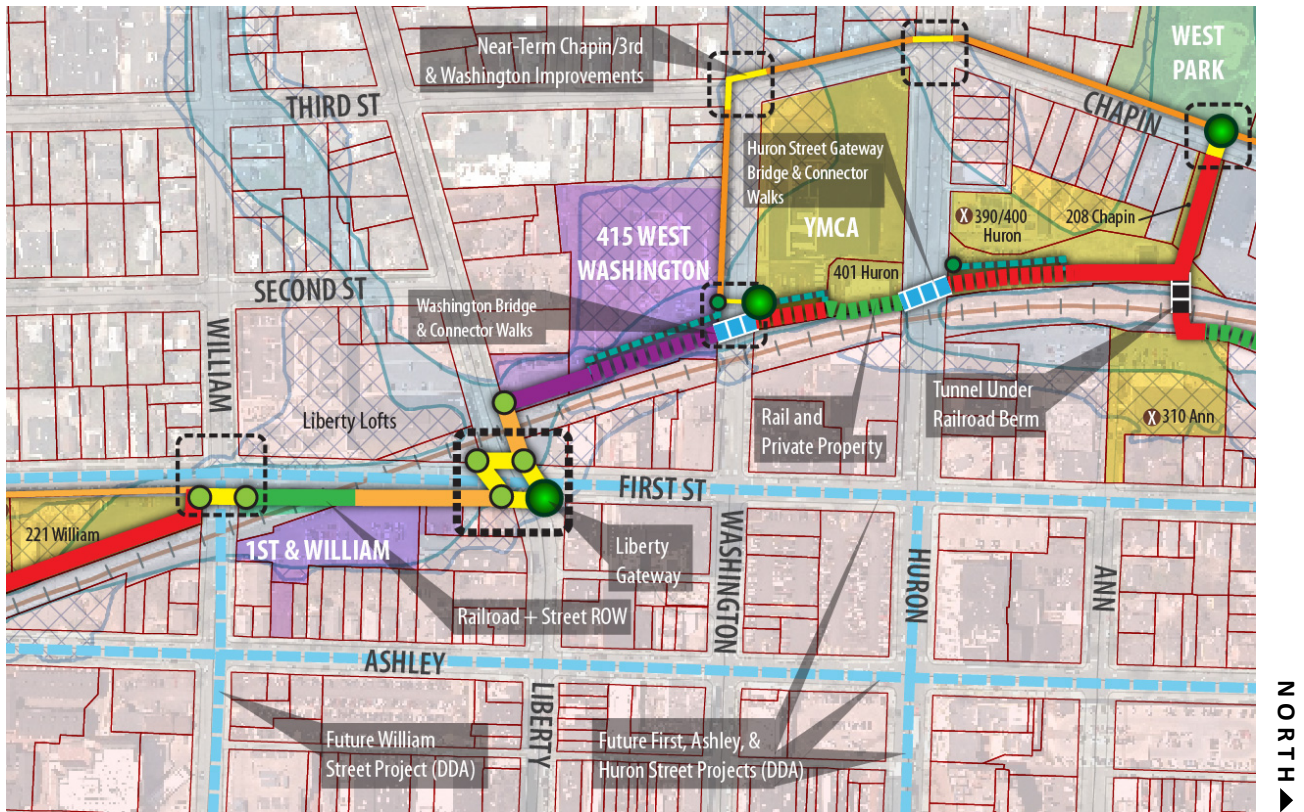 WEST
PARK
Near-Term Chapin/3rd
& Washington Improvements
THIRD ST
CHAPIN
Huron Street Gateway
Bridge & Connector
Walks
X 390/400
Huron
208 Chapin
YMCA
415 WEST
WASHINGTON
401 Huron
SECOND ST
Washington Bridge
& Connector Walks
WILLIAM
Tunnel Under
Railroad Berm
Rail and
Private Property
X 310 Ann
Liberty Lofts
FIRST ST
221 William
1ST & WILLIAM
Liberty
Gateway
WASHINGTON
HURON
ANN
Railroad + Street ROW
ASHLEY
LIBERTY
Future William
Street Project (DDA)
Future First, Ashley, &
Huron Street Projects (DDA)
NORTH